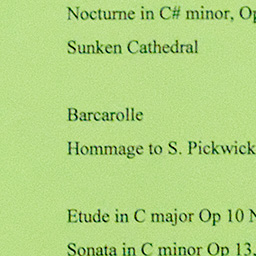 Nocturne in C# minor, Op
Sunken Cathedral
Barcarolle
Hommage to S. Pickwick
Etude in C major Op 10 N
Sonata in C minor Op 13,